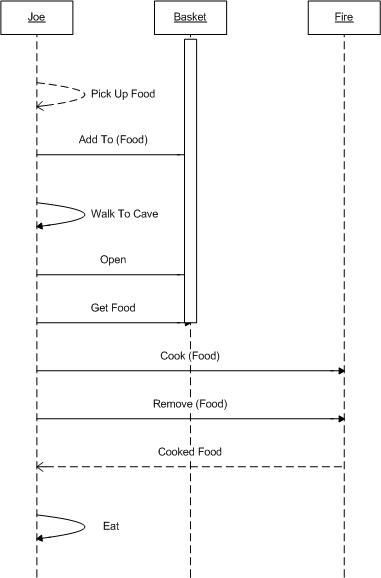 Joe
Basket
Fire
Pick Up Food
Add To (Food)
Walk To Cave
Open
Get Food
Cook (Food)
Remove (Food)
Cooked Food
Eat